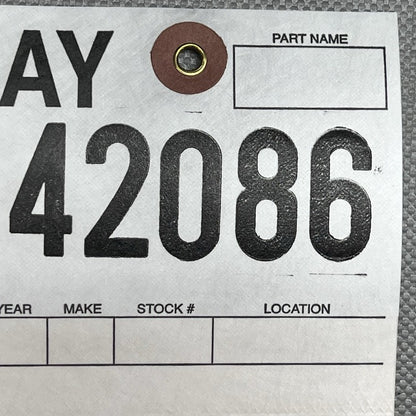 AY
PART NAME
42086
YEAR MAKE STOCK # LOCATION